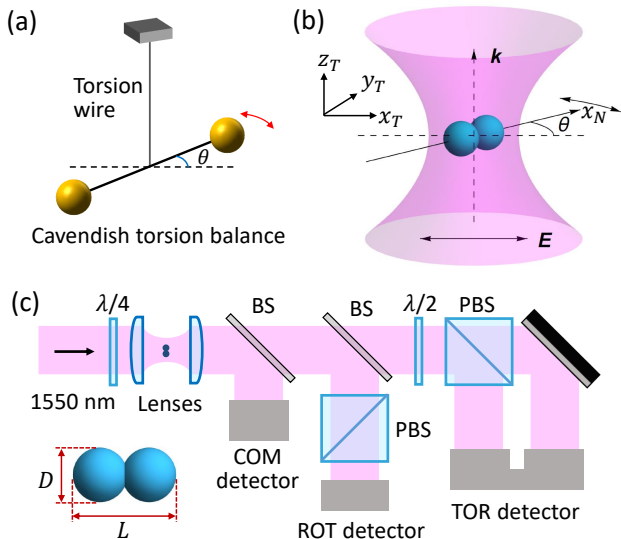 (a)
Torsion
wire
θ
Cavendish torsion balance
(b)
z_T
y_T
x_T
k
x_N
θ
E
(c)
λ/4
BS
BS
λ/2
PBS
1550 nm
Lenses
COM
detector
PBS
ROT detector
TOR detector
D
L